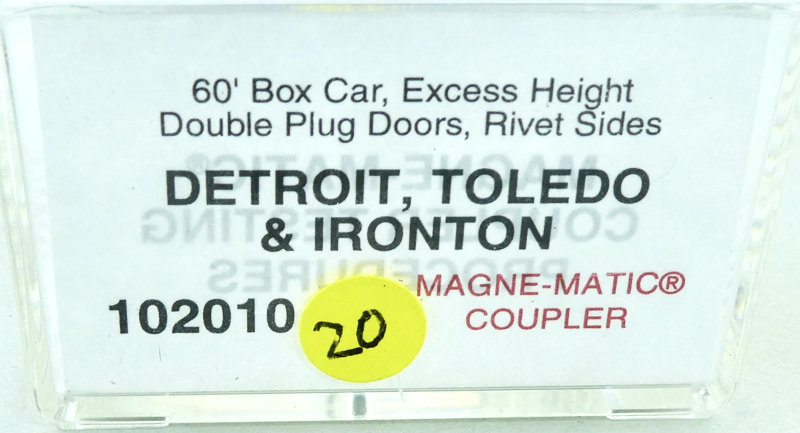 60' Box Car, Excess Height
Double Plug Doors, Rivet Sides
DETROIT, TOLEDO
& IRONTON
MAGNE-MATIC®
COUPLER
102010
20